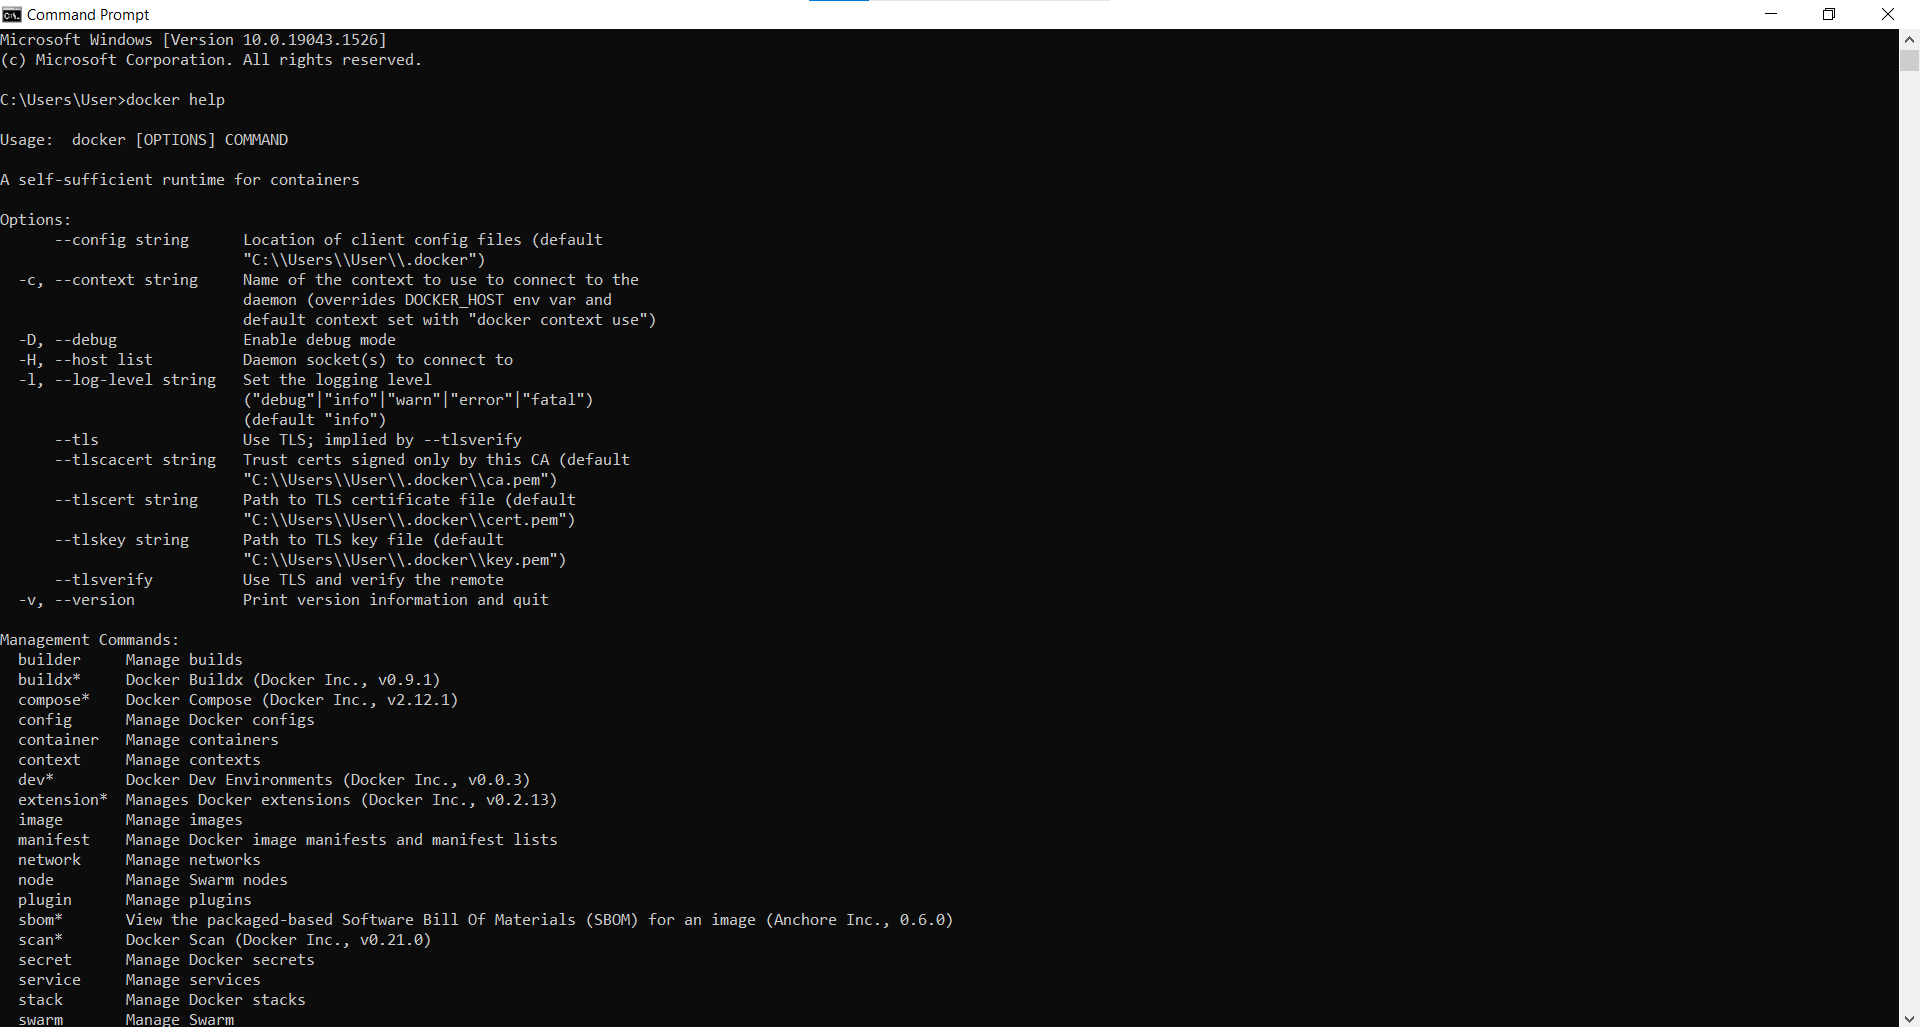 Command Prompt
Microsoft Windows [Version 10.0.19043.1526]
(c) Microsoft Corporation. All rights reserved.
C:\Users\User>docker help
Usage:  docker [OPTIONS] COMMAND
A self-sufficient runtime for containers
Options:
      --config string      Location of client config files (default
                           "C:\\Users\\User\\.docker")
  -c, --context string     Name of the context to use to connect to the
                           daemon (overrides DOCKER_HOST env var and
                           default context set with "docker context use")
  -D, --debug              Enable debug mode
  -H, --host list          Daemon socket(s) to connect to
  -l, --log-level string   Set the logging level
                           ("debug"|"info"|"warn"|"error"|"fatal")
                           (default "info")
      --tls                Use TLS; implied by --tlsverify
      --tlscacert string   Trust certs signed only by this CA (default
                           "C:\\Users\\User\\.docker\\ca.pem")
      --tlscert string     Path to TLS certificate file (default
                           "C:\\Users\\User\\.docker\\cert.pem")
      --tlskey string      Path to TLS key file (default
                           "C:\\Users\\User\\.docker\\key.pem")
      --tlsverify          Use TLS and verify the remote
  -v, --version            Print version information and quit
Management Commands:
  builder     Manage builds
  buildx*     Docker Buildx (Docker Inc., v0.9.1)
  compose*    Docker Compose (Docker Inc., v2.12.1)
  config      Manage Docker configs
  container   Manage containers
  context     Manage contexts
  dev*        Docker Dev Environments (Docker Inc., v0.0.3)
  extension*  Manages Docker extensions (Docker Inc., v0.2.13)
  image       Manage images
  manifest    Manage Docker image manifests and manifest lists
  network     Manage networks
  node        Manage Swarm nodes
  plugin      Manage plugins
  sbom*       View the packaged-based Software Bill Of Materials (SBOM) for an image (Anchore Inc., 0.6.0)
  scan*       Docker Scan (Docker Inc., v0.21.0)
  secret      Manage Docker secrets
  service     Manage services
  stack       Manage Docker stacks
  swarm       Manage Swarm